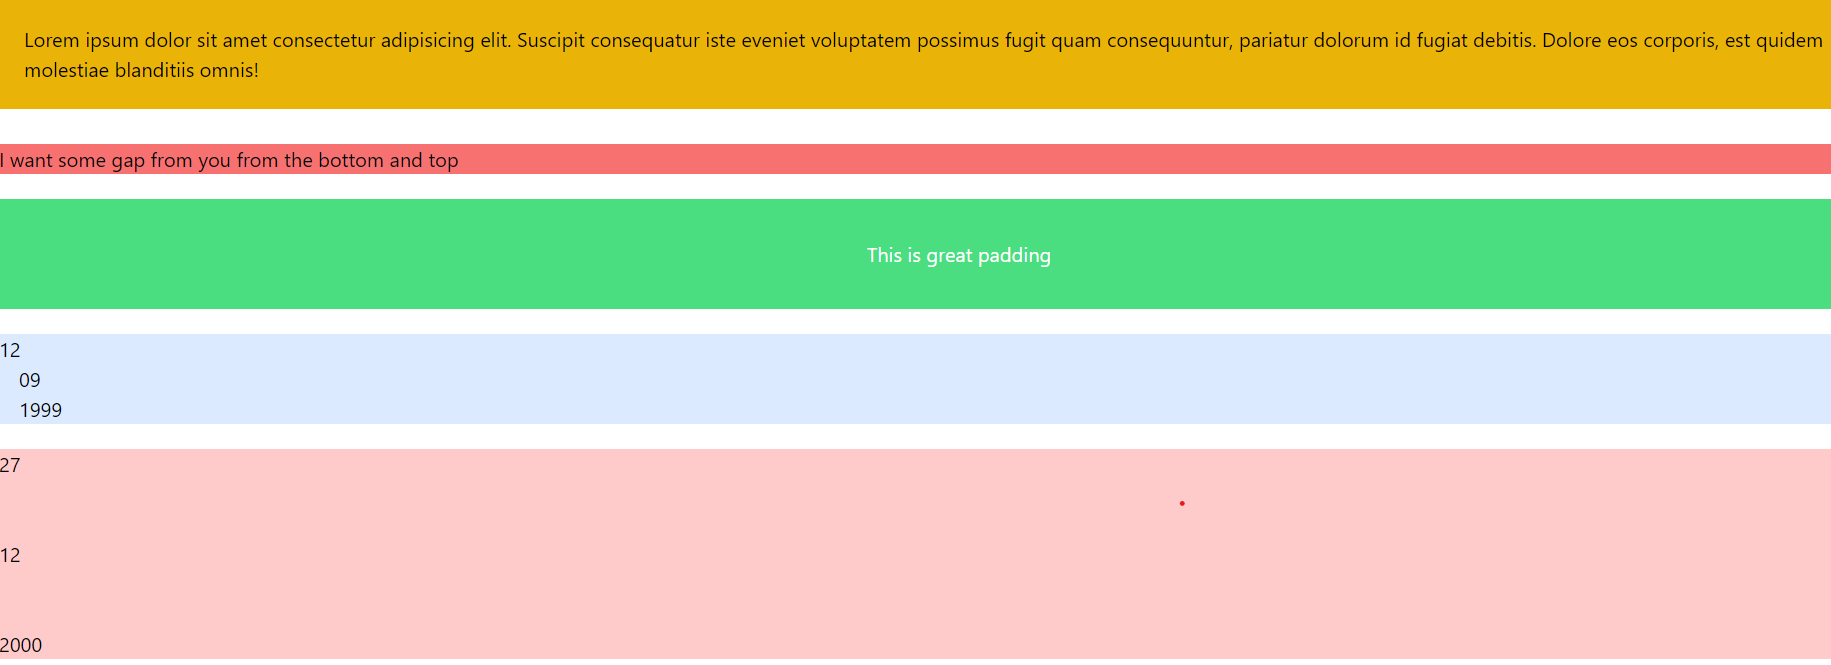 Lorem ipsum dolor sit amet consectetur adipisicing elit. Suscipit consequatur iste eveniet voluptatem possimus fugit quam consequuntur, pariatur dolorum id fugiat debitis. Dolore eos corporis, est quidem
molestiae blanditiis omnis!
I want some gap from you from the bottom and top
This is great padding
12
09
1999
27
12
2000